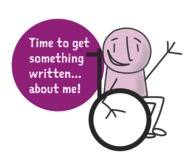 Time to get
something
written...
about me!